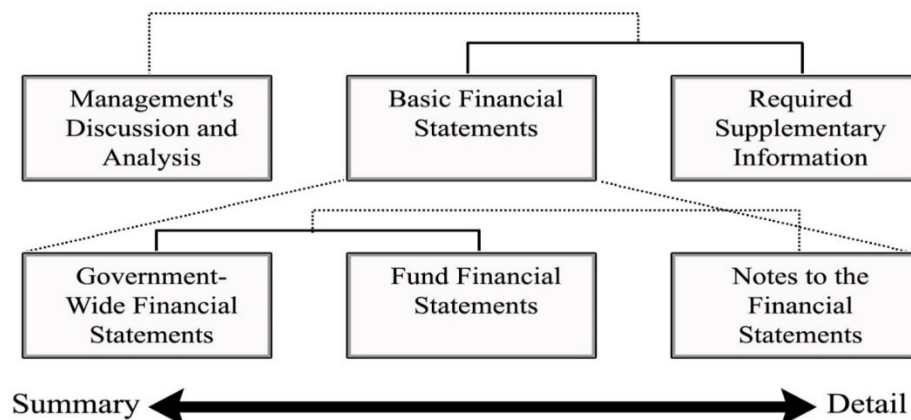 Management's
Discussion and
Analysis
Basic Financial
Statements
Required
Supplementary
Information
Government-
Wide Financial
Statements
Fund Financial
Statements
Notes to the
Financial
Statements
Summary
Detail